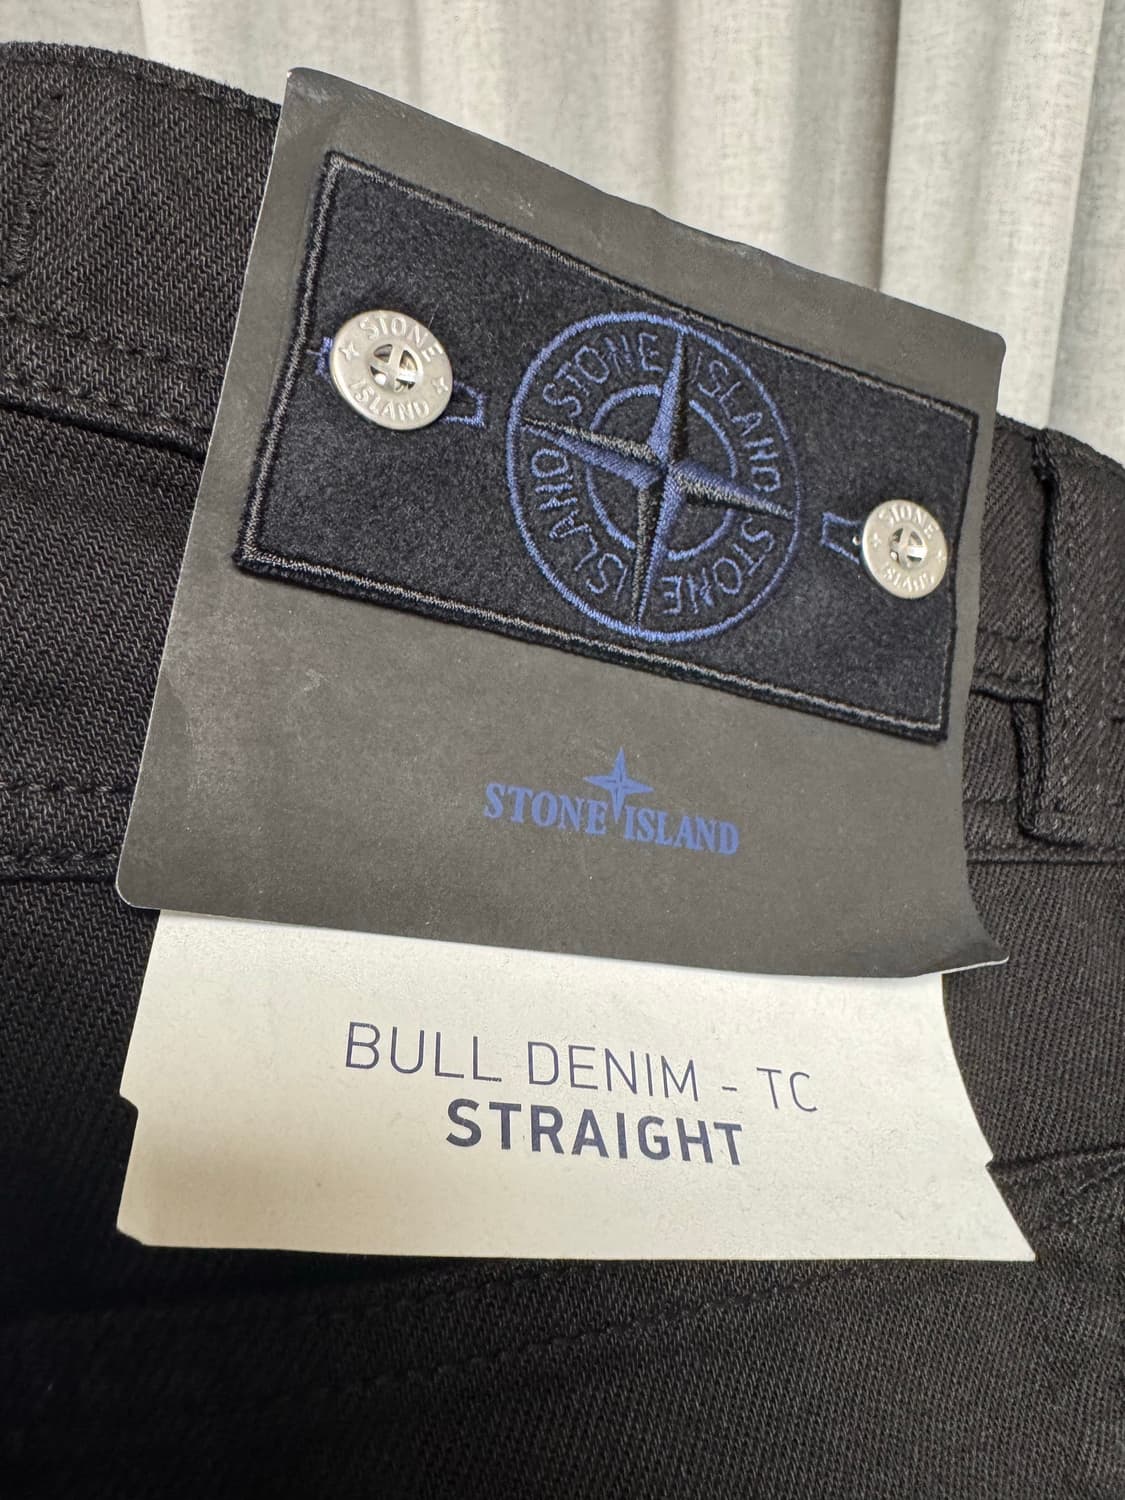 STONE
ISLAND
STONE ISLAND
STONE ISLAND
STONE
ISLAND
STONE ISLAND
BULL DENIM - TC
STRAIGHT